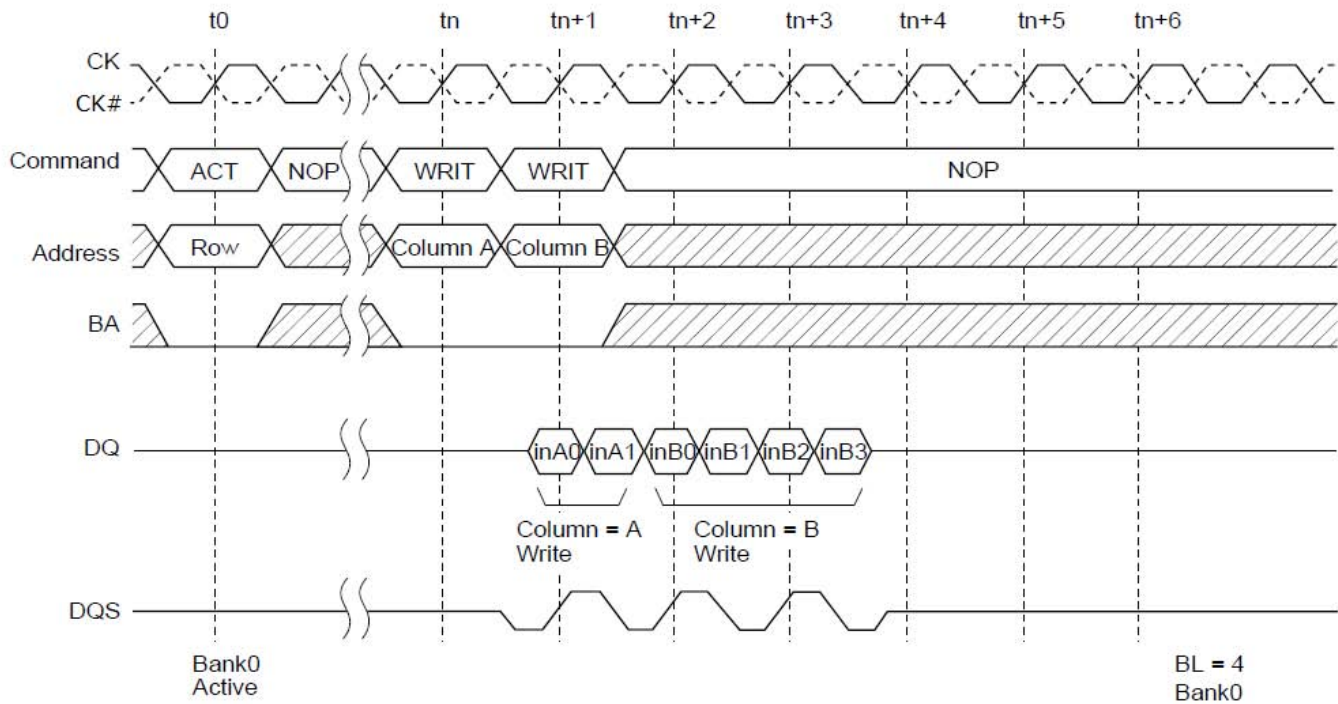 t0 tn tn+1 tn+2 tn+3 tn+4 tn+5 tn+6
CK
CK#
Command ACT NOP WRIT WRIT NOP
Address Row Column A Column B
BA
DQ inA0 inA1 inB0 inB1 inB2 inB3
Column = A Column = B
Write Write
DQS
Bank0 BL = 4
Active Bank0